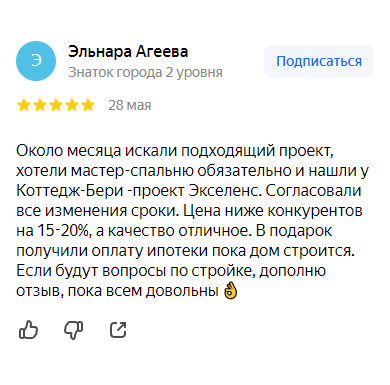 Э
Эльнара Агеева
Знаток города 2 уровня
Подписаться
28 мая
Около месяца искали подходящий проект,
хотели мастер-спальню обязательно и нашли у
Коттедж-Бери -проект Экселенс. Согласовали
все изменения сроки. Цена ниже конкурентов
на 15-20%, а качество отличное. В подарок
получили оплату ипотеки пока дом строится.
Если будут вопросы по стройке, дополню
отзыв, пока всем довольны 👌